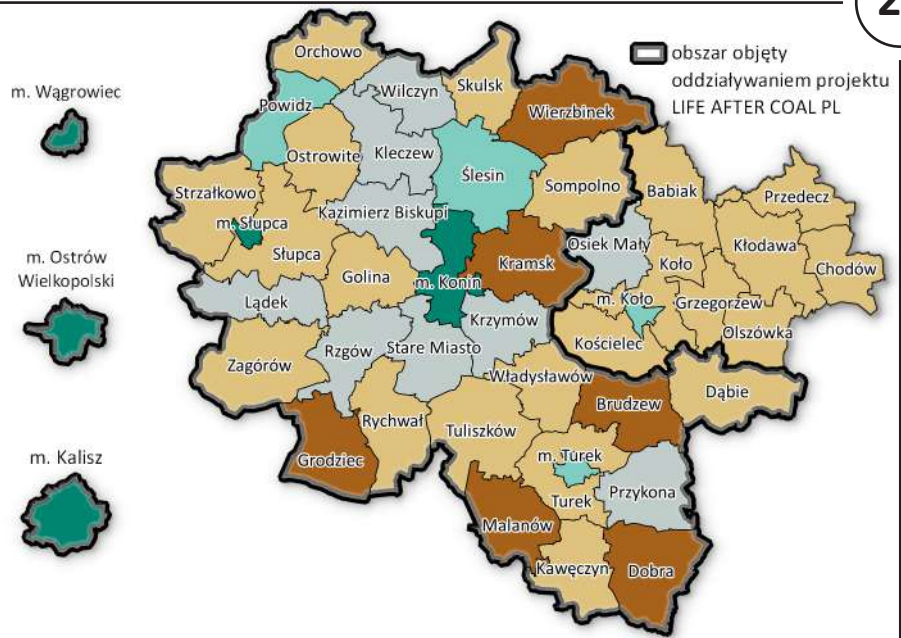 2
obszar objęty
oddziaływaniem projektu
LIFE AFTER COAL PL
m. Wągrowiec
m. Ostrów
Wielkopolski
m. Kalisz
Orchowo
Wilczyn
Skulsk
Powidz
Wierzbinek
Ostrowite
Kleczew
Ślesin
Sompolno
Strzałkowo
Babiak
Przedecz
Kazimierz Biskupi
m. Słupca
Słupca
Osiek Mały
Kłodawa
Golina
Kramsk
Koło
Chodów
m. Konin
Lądek
m. Koło
Grzegorzew
Krzymów
Olszówka
Kościelec
Stare Miasto
Rzgów
Zagórów
Władysławów
Dąbie
Brudzew
Rychwał
Tuliszków
Grodziec
m. Turek
Przykona
Turek
Malanów
Kawęczyn
Dobra